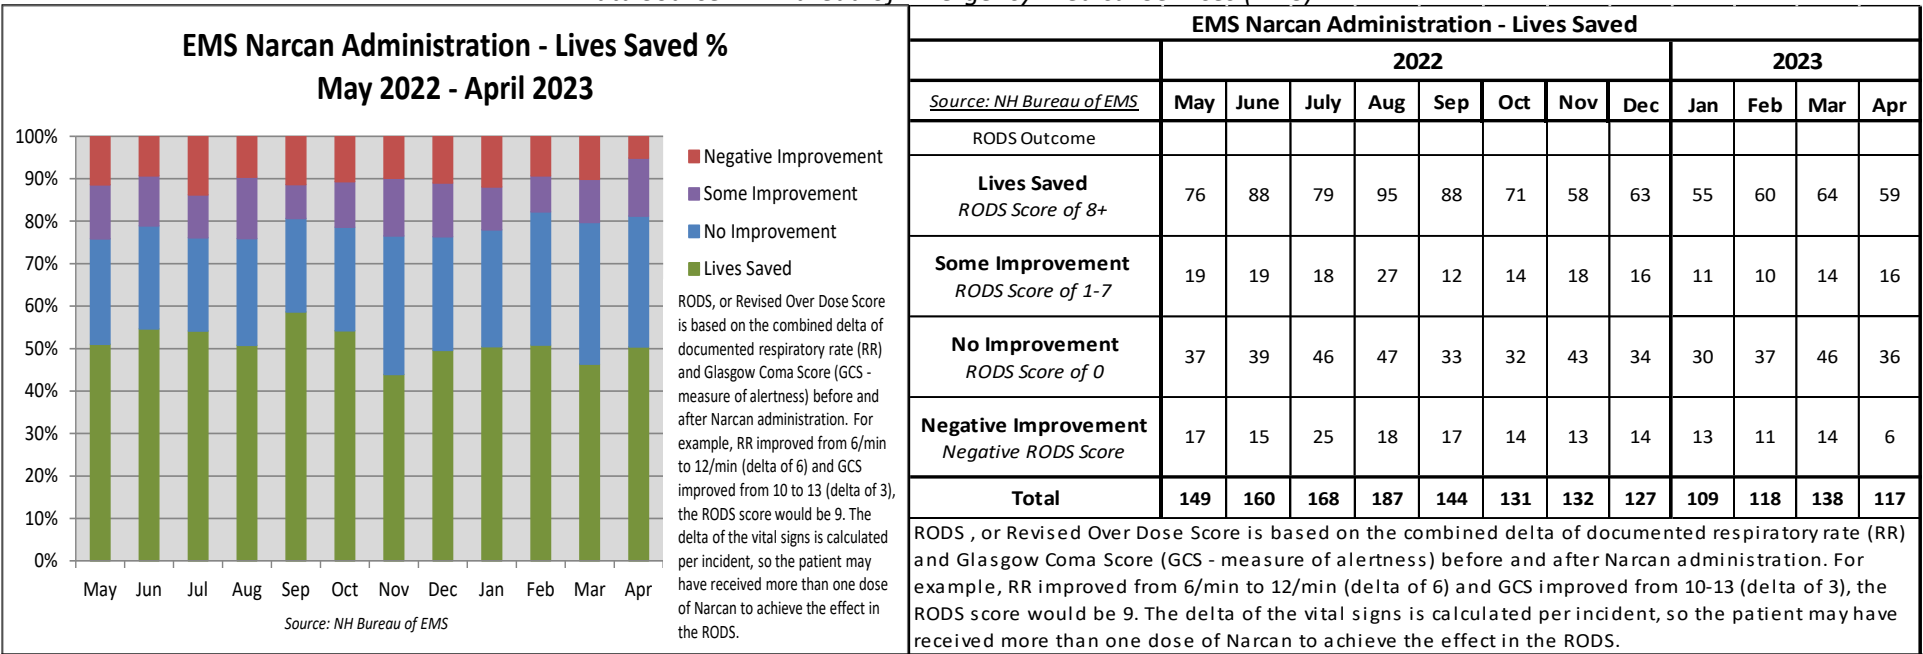 EMS Narcan Administration - Lives Saved %
May 2022 - April 2023
100%
90%
80%
70%
60%
50%
40%
30%
20%
10%
0%
May Jun Jul Aug Sep Oct Nov Dec Jan Feb Mar Apr
Source: NH Bureau of EMS
Negative Improvement
Some Improvement
No Improvement
Lives Saved
RODS, or Revised Over Dose Score
is based on the combined delta of
documented respiratory rate (RR)
and Glasgow Coma Score (GCS -
measure of alertness) before and
after Narcan administration. For
example, RR improved from 6/min
to 12/min (delta of 6) and GCS
improved from 10 to 13 (delta of 3),
the RODS score would be 9. The
delta of the vital signs is calculated
per incident, so the patient may
have received more than one dose
of Narcan to achieve the effect in
the RODS.
EMS Narcan Administration - Lives Saved
2022 2023
Source: NH Bureau of EMS May June July Aug Sep Oct Nov Dec Jan Feb Mar Apr
RODS Outcome
Lives Saved
RODS Score of 8+
76 88 79 95 88 71 58 63 55 60 64 59
Some Improvement
RODS Score of 1-7
19 19 18 27 12 14 18 16 11 10 14 16
No Improvement
RODS Score of 0
37 39 46 47 33 32 43 34 30 37 46 36
Negative Improvement
Negative RODS Score
17 15 25 18 17 14 13 14 13 11 14 6
Total 149 160 168 187 144 131 132 127 109 118 138 117
RODS , or Revised Over Dose Score is based on the combined delta of documented respiratory rate (RR)
and Glasgow Coma Score (GCS - measure of alertness) before and after Narcan administration. For
example, RR improved from 6/min to 12/min (delta of 6) and GCS improved from 10-13 (delta of 3), the
RODS score would be 9. The delta of the vital signs is calculated per incident, so the patient may have
received more than one dose of Narcan to achieve the effect in the RODS.